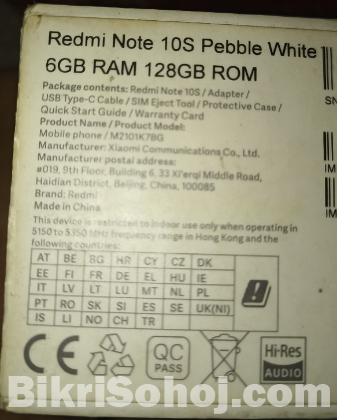 Redmi Note 10S Pebble White
6GB RAM 128GB ROM
Package contents: Redmi Note 10S / Adapter /
USB Type-C Cable / SIM Eject Tool / Protective Case /
Quick Start Guide / Warranty Card
Product Name / Product Model:
Mobile phone / M2101K7BG
Manufacturer: Xiaomi Communications Co., Ltd.
Manufacturer postal address:
#019, 9th Floor, Building 6, 33 Xi'erqi Middle Road,
Haidian District, Beijing, China, 100085
Brand: Redmi
Made in China
This device is restricted to indoor use only when operating in
5150 to 5350 MHz frequency range in Hong Kong and the
following countries:
AT BE BG HR CY CZ DK
EE FI FR DE EL HU IE
IT LV LT LU MT NL PL
PT RO SK SI ES SE UK(NI)
IS LI NO CH TR
SN
IM
IM
CE
QC
PASS
Hi-Res
AUDIO
BikriSohoj.com